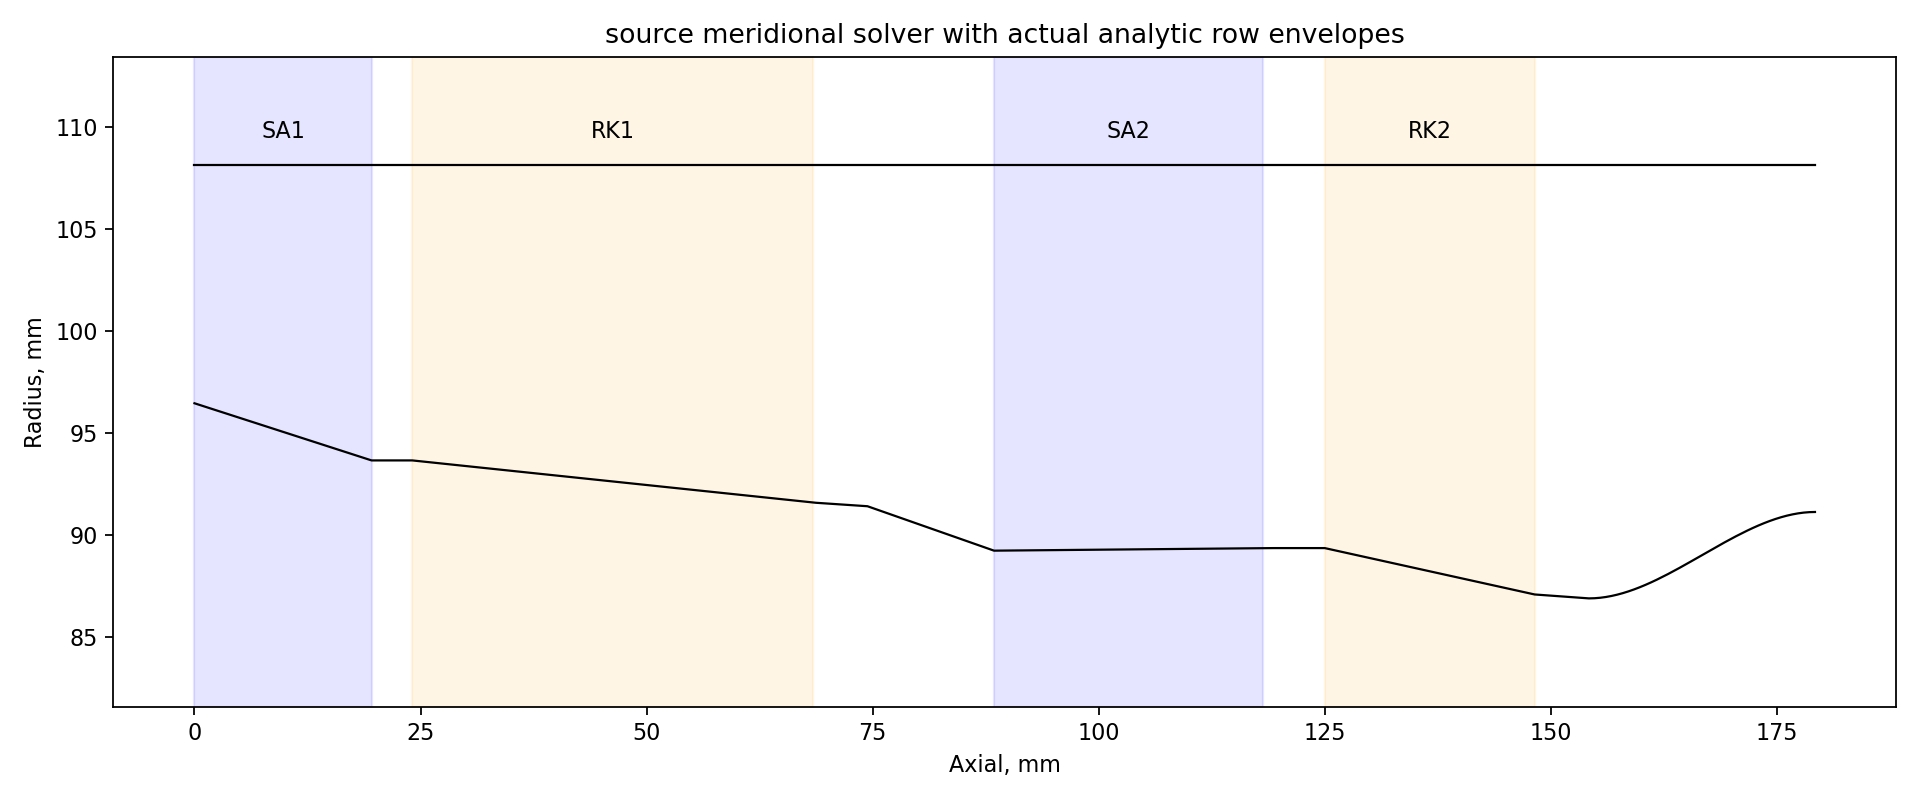 source meridional solver with actual analytic row envelopes
SA1
RK1
SA2
RK2
110
105
100
95
90
85
Radius, mm
0
25
50
75
100
125
150
175
Axial, mm